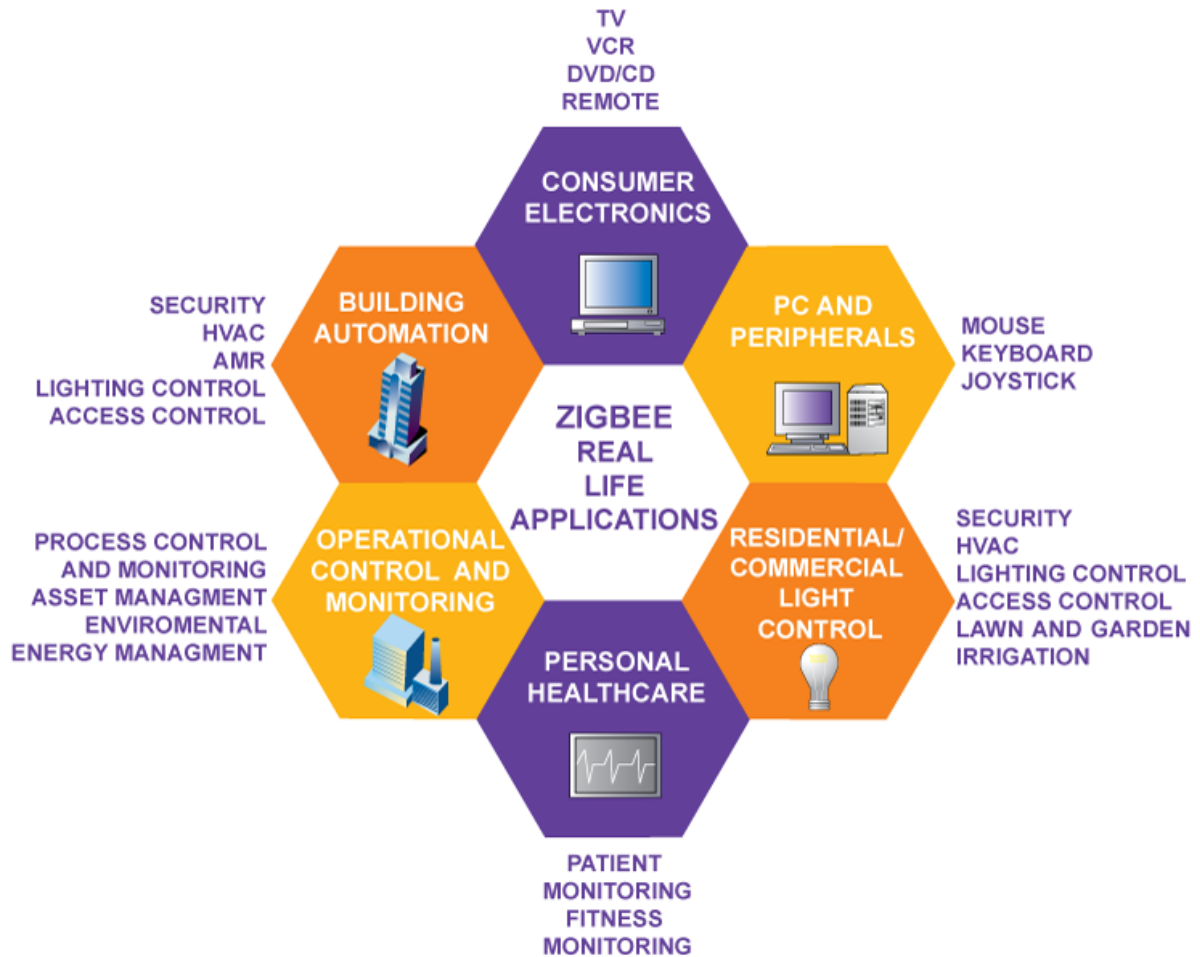 TV
VCR
DVD/CD
REMOTE
CONSUMER
ELECTRONICS
SECURITY
HVAC
AMR
LIGHTING CONTROL
ACCESS CONTROL
BUILDING
AUTOMATION
PC AND
PERIPHERALS
MOUSE
KEYBOARD
JOYSTICK
ZIGBEE
REAL
LIFE
APPLICATIONS
PROCESS CONTROL
AND MONITORING
ASSET MANAGMENT
ENVIROMENTAL
ENERGY MANAGMENT
OPERATIONAL
CONTROL AND
MONITORING
RESIDENTIAL/
COMMERCIAL
LIGHT
CONTROL
SECURITY
HVAC
LIGHTING CONTROL
ACCESS CONTROL
LAWN AND GARDEN
IRRIGATION
PERSONAL
HEALTHCARE
PATIENT
MONITORING
FITNESS
MONITORING